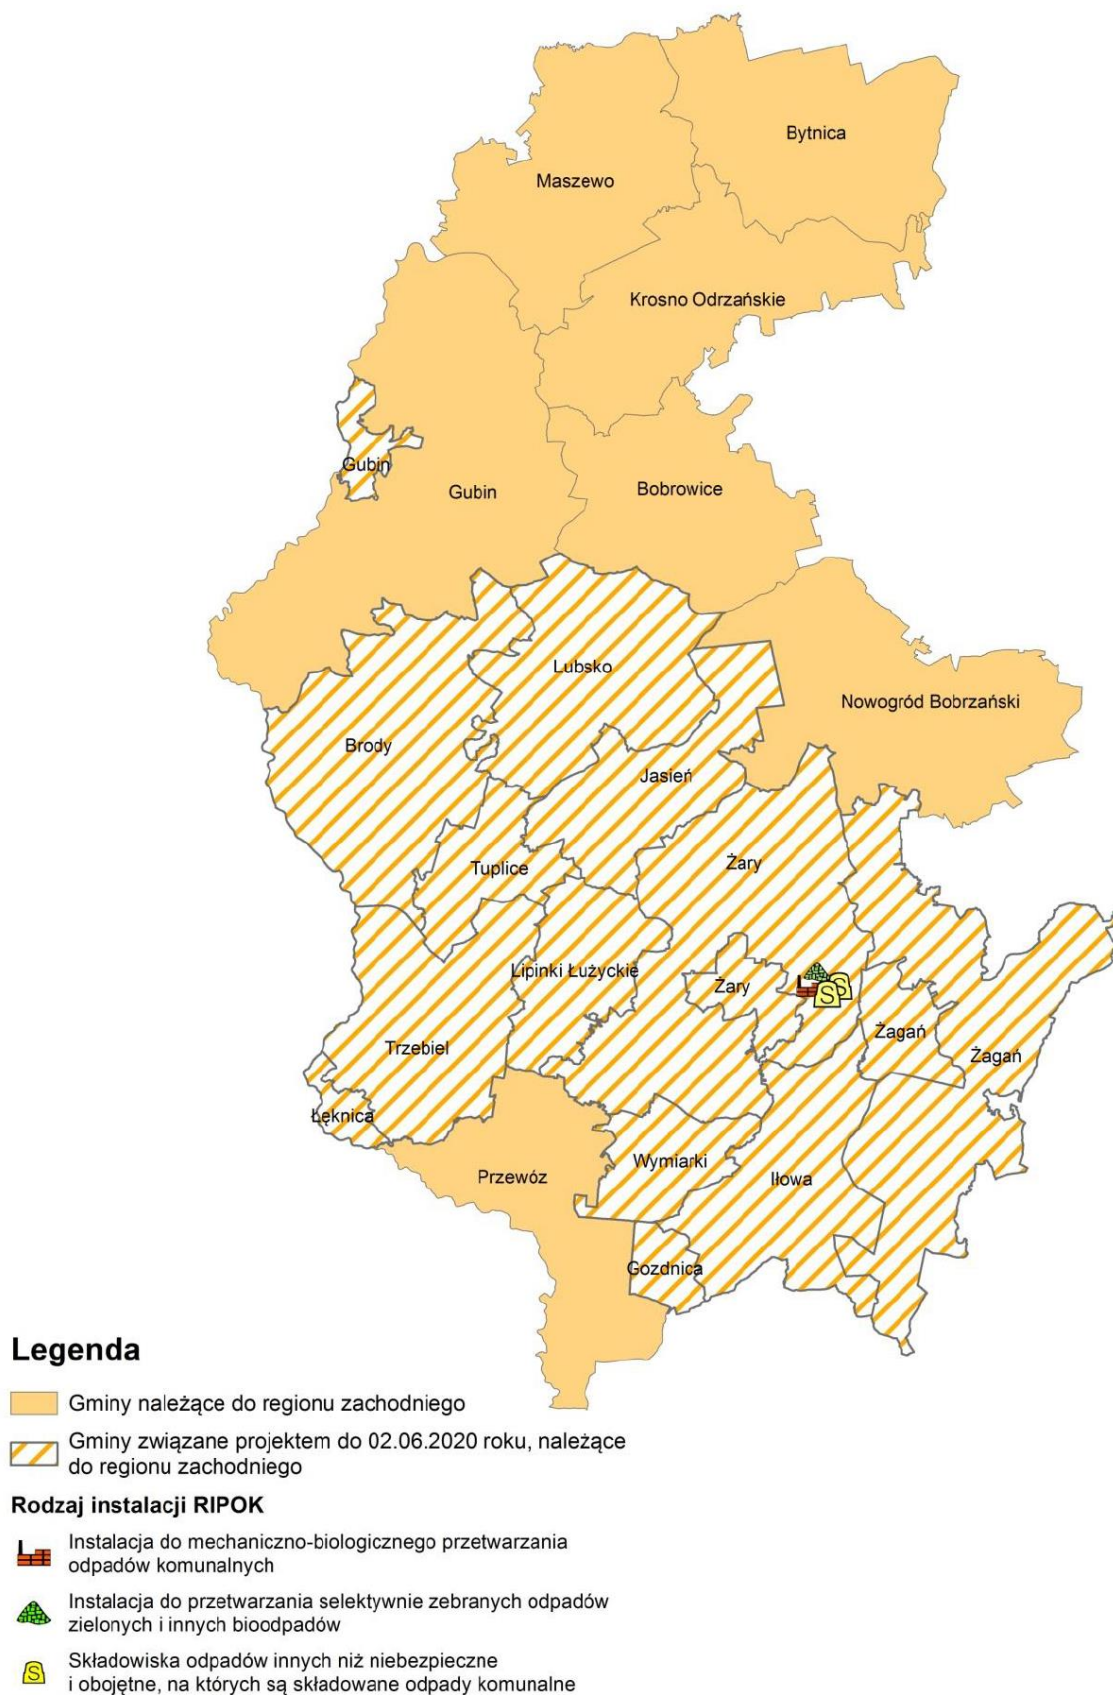 Bytnica
Maszewo
Krosno Odrzańskie
Gubin
Gubin
Bobrowice
Lubsko
Nowogród Bobrzański
Brody
Jasień
Tuplice
Żary
Lipinki Łużyckie
Żary
S
S
Żagań
Trzebiel
Żagań
Łęknica
Wymiarki
Przewóz
Iłowa
Gozdnica
Legenda
Gminy należące do regionu zachodniego
Gminy związane projektem do 02.06.2020 roku, należące
do regionu zachodniego
Rodzaj instalacji RIPOK
Instalacja do mechaniczno-biologicznego przetwarzania
odpadów komunalnych
Instalacja do przetwarzania selektywnie zebranych odpadów
zielonych i innych bioodpadów
S
Składowiska odpadów innych niż niebezpieczne
i obojętne, na których są składowane odpady komunalne